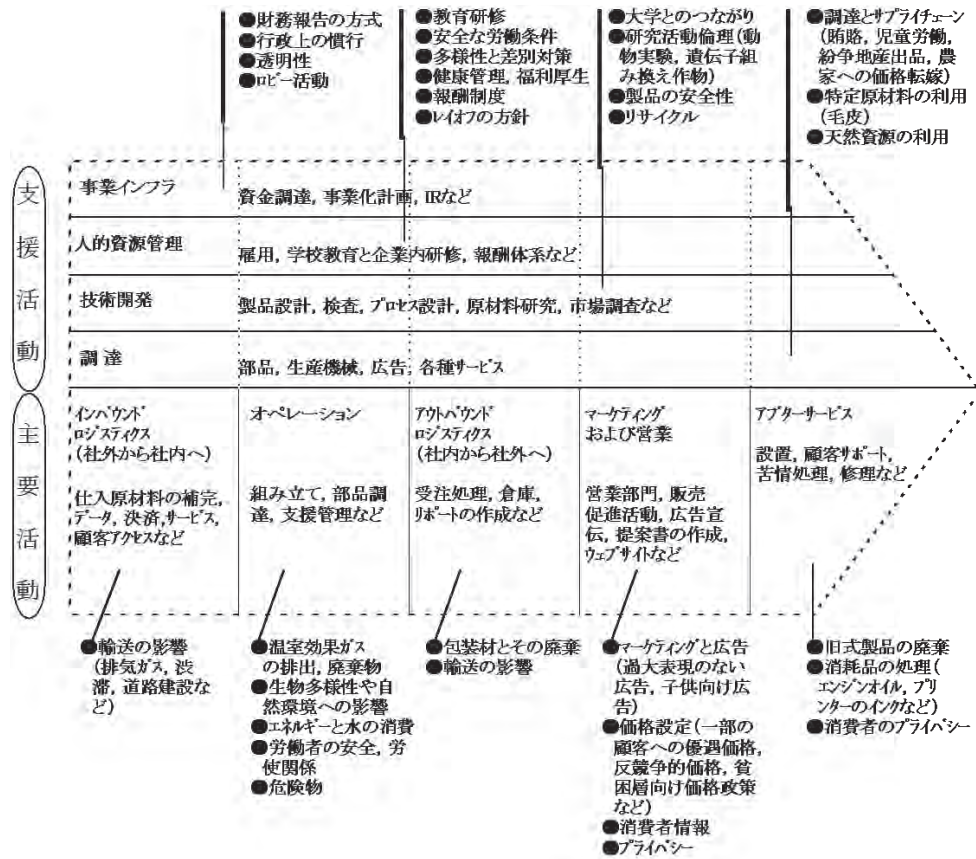 ●財務報告の方式
●行政上の慣行
●透明性
●ロビー活動
●教育研修
●安全な労働条件
●多様性と差別対策
●健康管理, 福利厚生
●報酬制度
●レイオフの方針
●大学とのつながり
●研究活動倫理(動
物実験, 遺伝子組
み換え作物)
●製品の安全性
●リサイクル
●調達とサプライチェーン
(賄賂, 児童労働,
紛争地産出品, 農
家への価格転嫁)
●特定原材料の利用
(毛皮)
●天然資源の利用
支援活動
事業インフラ
資金調達, 事業化計画, IRなど
人的資源管理
雇用, 学校教育と企業内研修, 報酬体系など
技術開発
製品設計, 検査, プロセス設計, 原材料研究, 市場調査など
調達
部品, 生産機械, 広告, 各種サービス
主要活動
インバウンド
ロジスティクス
(社外から社内へ)
仕入原材料の補完,
データ, 決済,サービス,
顧客アクセスなど
オペレーション
組み立て, 部品調
達, 支援管理など
アウトバウンド
ロジスティクス
(社内から社外へ)
受注処理, 倉庫,
リポートの作成など
マーケティング
および営業
営業部門, 販売
促進活動, 広告宣
伝, 提案書の作成,
ウェブサイトなど
アフターサービス
設置, 顧客サポート,
苦情処理, 修理など
●輸送の影響
(排気ガス, 渋
滞, 道路建設な
ど)
●温室効果ガス
の排出, 廃棄物
●生物多様性や自
然環境への影響
●エネルギーと水の消費
●労働者の安全, 労
使関係
●危険物
●包装材とその廃棄
●輸送の影響
●マーケティングと広告
(過大表現のない
広告, 子供向け広
告)
●価格設定(一部の
顧客への優遇価格,
反競争的価格, 貧
困層向け価格政策
など)
●消費者情報
●プライバシー
●旧式製品の廃棄
●消耗品の処理(
エンジンオイル, プリ
ンターのインクなど)
●消費者のプライバシー